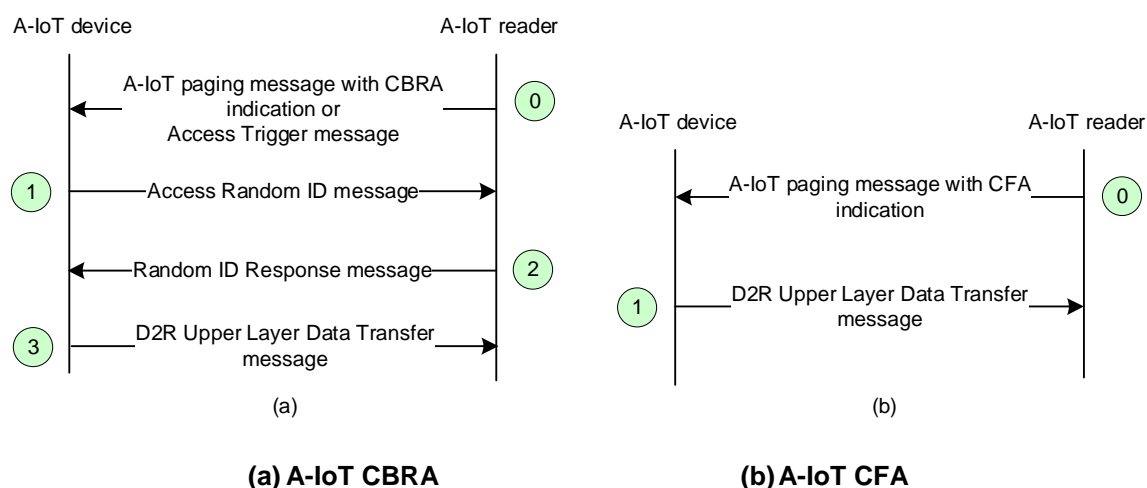 A-IoT device
A-IoT reader
A-IoT paging message with CBRA
indication or
Access Trigger message
0
1
Access Random ID message
Random ID Response message
2
3
D2R Upper Layer Data Transfer
message
(a)
A-IoT device
A-IoT reader
A-IoT paging message with CFA
indication
0
1
D2R Upper Layer Data Transfer
message
(b)
(a) A-IoT CBRA
(b) A-IoT CFA